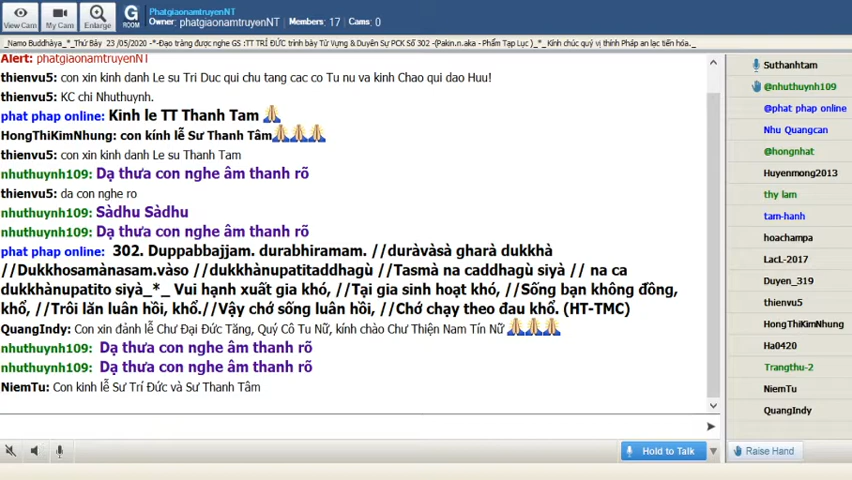 View Cam
My Cam
Enlarge
G
ROOM
PhatgiaonamtruyenNT
Owner: phatgiaonamtruyenNT Members: 17 Cams: 0
_Namo Buddhàya_*_Thứ Bảy 23 /05/2020 -*-Đạo tràng được nghe GS :TT TRÍ ĐỨC trình bày Từ Vựng & Duyên Sự PCK Số 302 -(Pakin.n.aka - Phẩm Tạp Lục )_*_ Kính chúc quý vị thính Pháp an lạc tiến hóa._
Alert: phatgiaonamtruyenNT
thienvu5: con xin kinh danh Le su Tri Duc qui chu tang cac co Tu nu va kinh Chao qui dao Huu!
thienvu5: KC chi Nhuthuynh.
phat phap online: Kinh le TT Thanh Tam
HongThiKimNhung: con kính lễ Sư Thanh Tâm
thienvu5: con xin kinh danh Le su Thanh Tam
nhuthuynh109: Dạ thưa con nghe âm thanh rõ
thienvu5: da con nghe ro
nhuthuynh109: Sàdhu Sàdhu
nhuthuynh109: Dạ thưa con nghe âm thanh rõ
phat phap online: 302. Duppabbajjam. durabhiramam. //duràvàsà gharà dukkhà
//Dukkhosamànasam.vàso //dukkhànupatitaddhagù //Tasmà na caddhagù siyà // na ca
dukkhànupatito siyà_*_ Vui hạnh xuất gia khó, //Tại gia sinh hoạt khó, //Sống bạn không đồng,
khổ, //Trôi lăn luân hồi, khổ.//Vậy chớ sống luân hồi, //Chớ chạy theo đau khổ. (HT-TMC)
QuangIndy: Con xin đảnh lễ Chư Đại Đức Tăng, Quý Cô Tu Nữ, kính chào Chư Thiện Nam Tín Nữ
nhuthuynh109: Dạ thưa con nghe âm thanh rõ
nhuthuynh109: Dạ thưa con nghe âm thanh rõ
NiemTu: Con kinh lễ Sư Trí Đức và Sư Thanh Tâm
Hold to Talk
Suthanhtam
@nhuthuynh109
@phat phap online
Nhu Quangcan
@hongnhat
Huyenmong2013
thy lam
tam-hanh
hoachampa
LacL-2017
Duyen_319
thienvu5
HongThiKimNhung
Ha0420
Trangthu-2
NiemTu
QuangIndy
Raise Hand